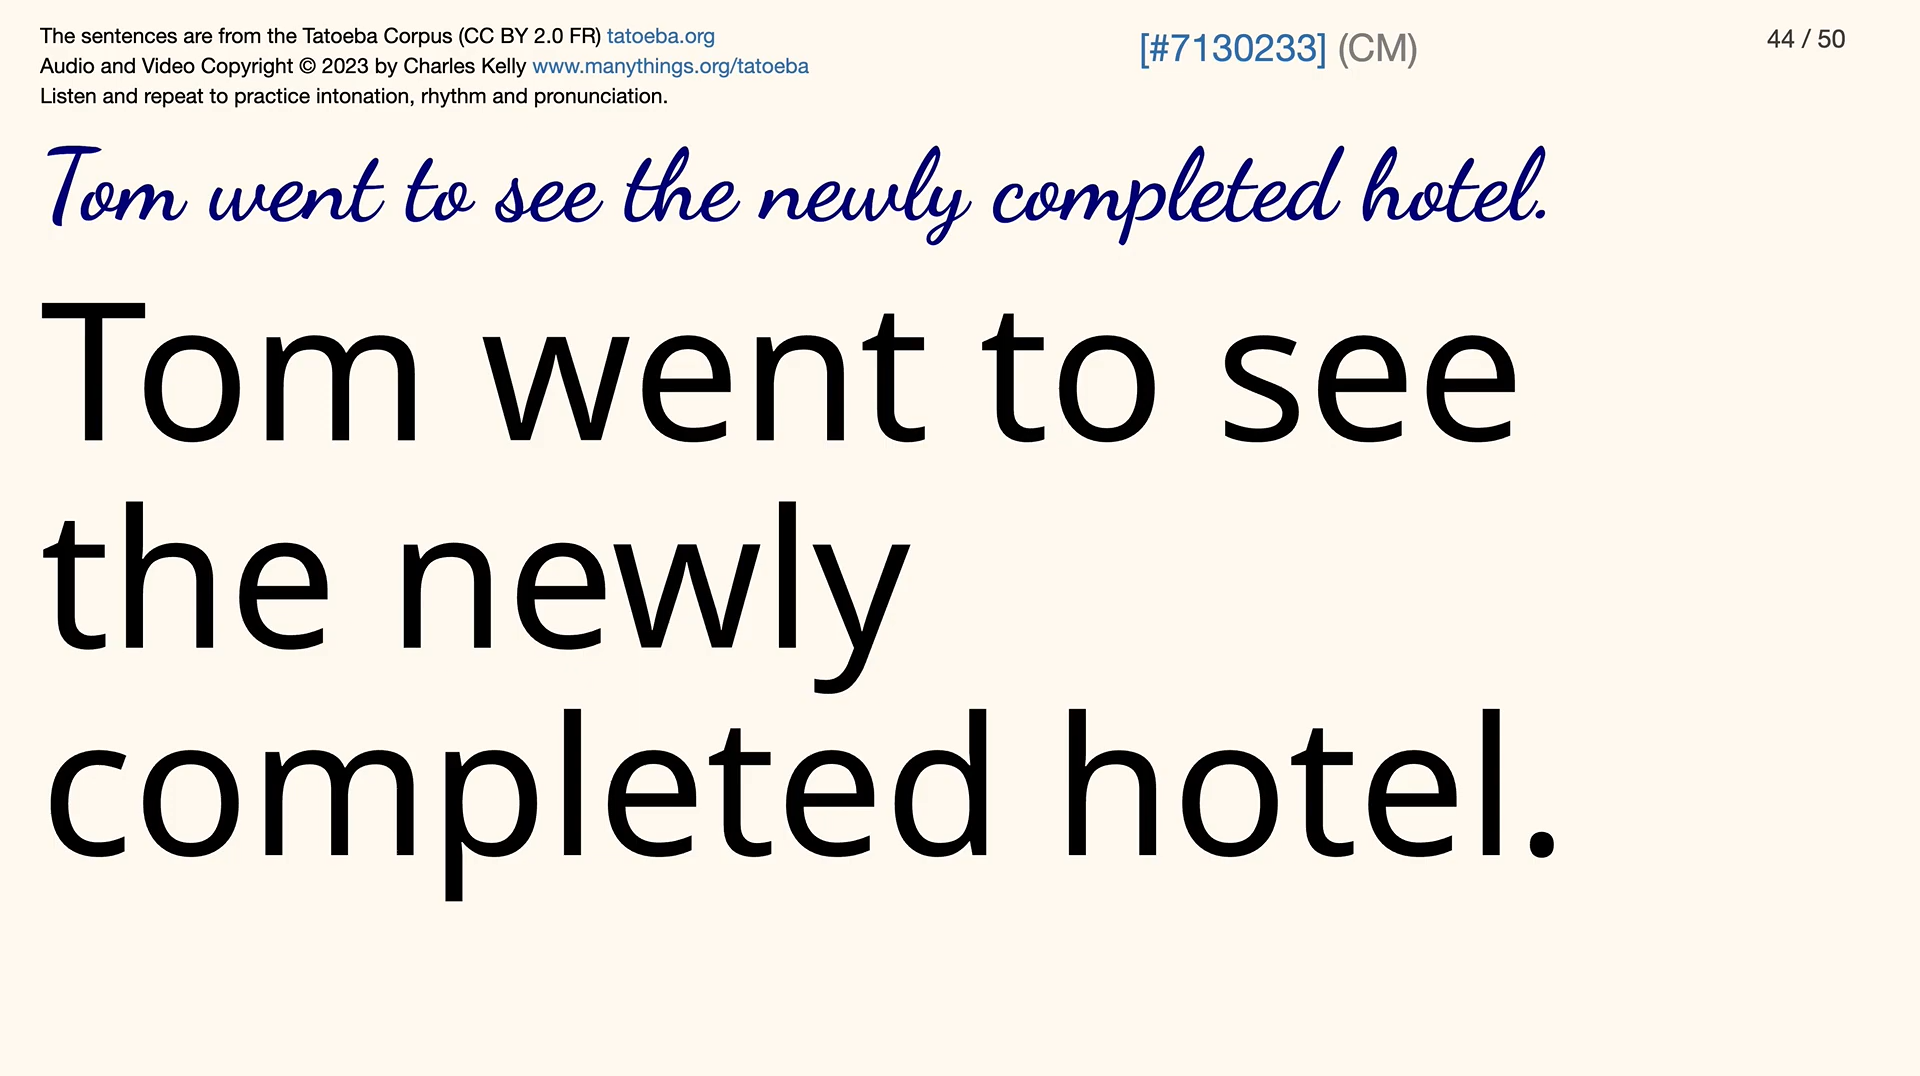 The sentences are from the Tatoeba Corpus (CC BY 2.0 FR) tatoeba.org
Audio and Video Copyright © 2023 by Charles Kelly www.manythings.org/tatoeba
Listen and repeat to practice intonation, rhythm and pronunciation.
[#7130233] (CM)
44 / 50
Tom went to see the newly completed hotel.
Tom went to see
the newly
completed hotel.